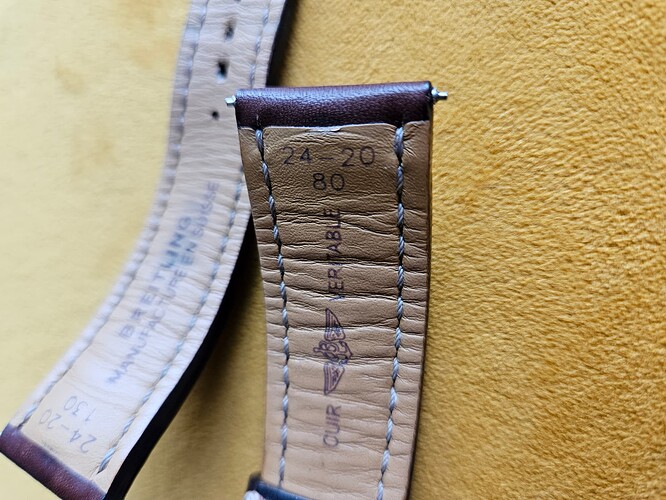 24-20
80
CUIR VERITABLE
BREITLING
MANUFACTURE EN SUISSE
24-20
130